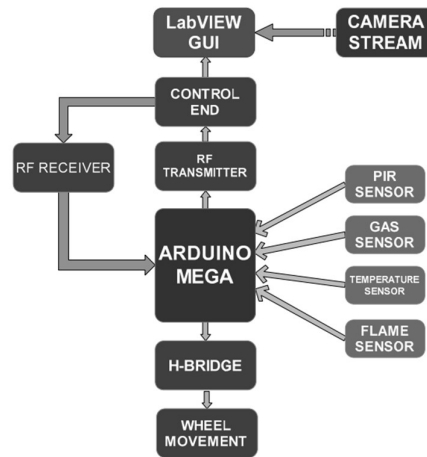 LabVIEW
GUI
CAMERA
STREAM
CONTROL
END
RF RECEIVER
RF
TRANSMITTER
PIR
SENSOR
GAS
SENSOR
ARDUINO
MEGA
TEMPERATURE
SENSOR
FLAME
SENSOR
H-BRIDGE
WHEEL
MOVEMENT